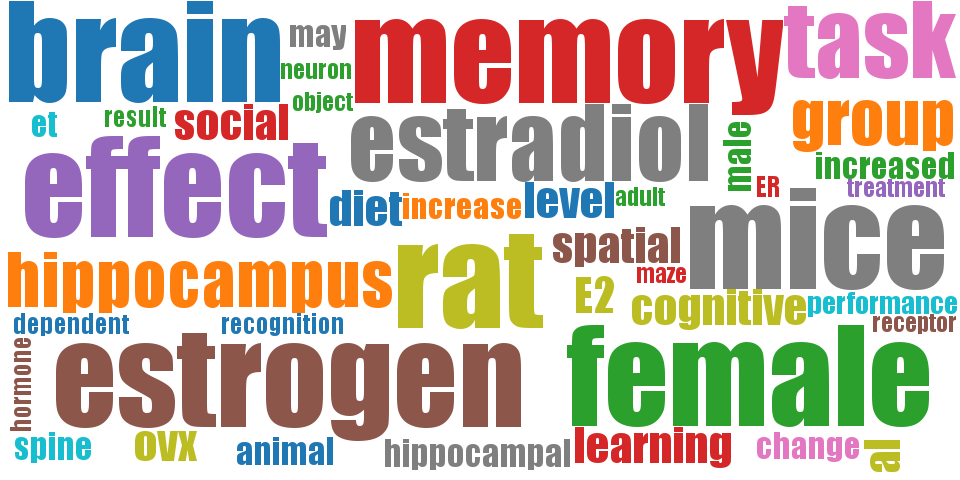 brain
may
memory
task
neuron
object
result
et
social
estradiol
male
group
effect
increased
ER
treatment
diet
increase
level
adult
mice
hippocampus
rat
spatial
maze
E2
cognitive
performance
receptor
dependent
recognition
hormone
estrogen
female
spine
OVX
animal
hippocampal
learning
change
al